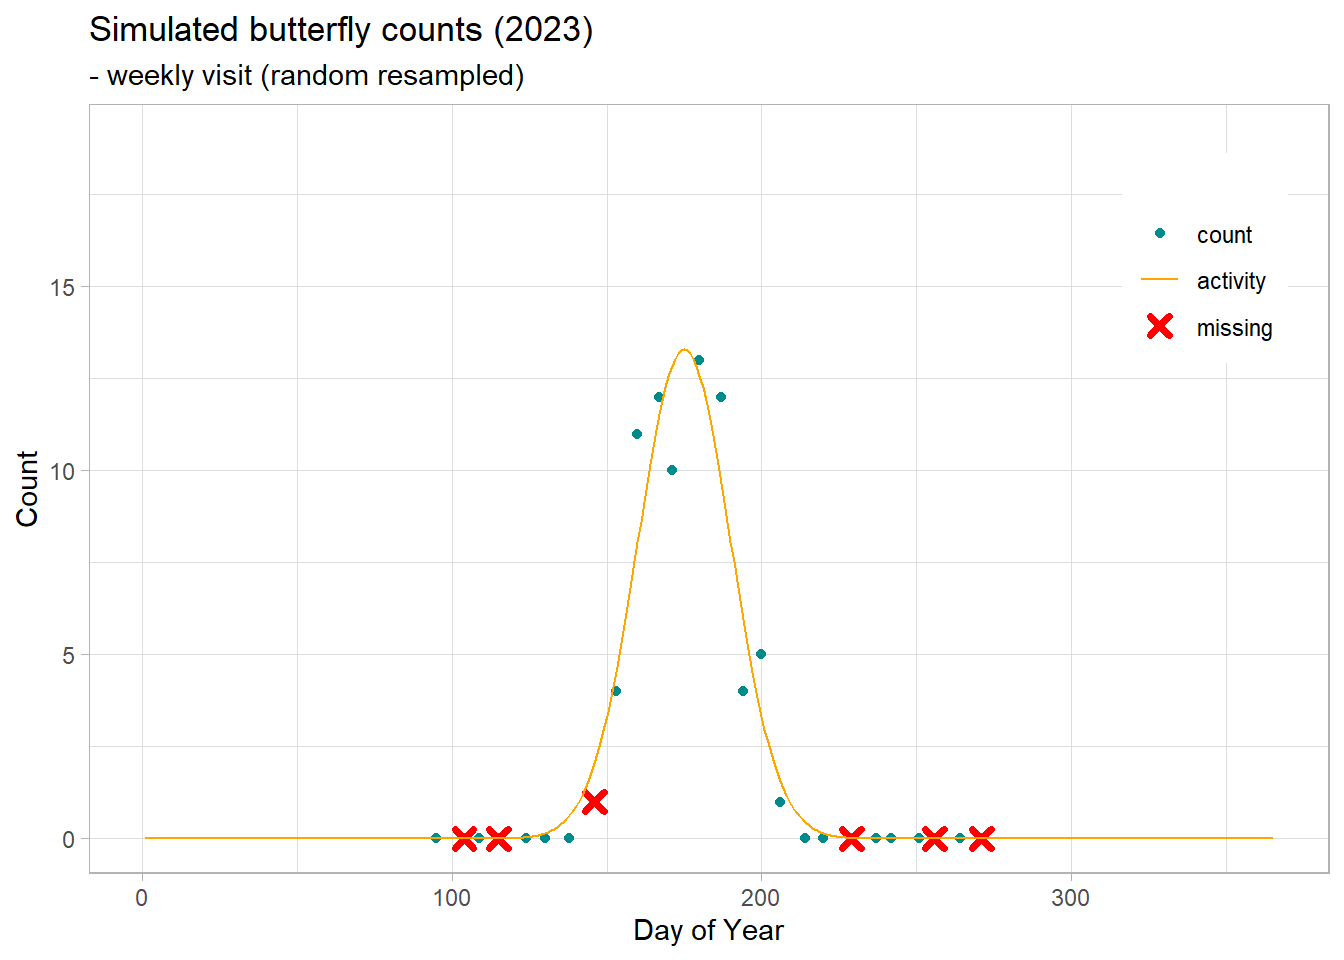 Simulated butterfly counts (2023)
- weekly visit (random resampled)
count
activity
missing
15
10
5
0
Count
0 100 200 300
Day of Year